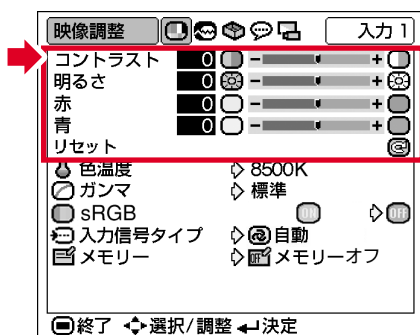 映像調整 入力 1
コントラスト 0 - +
明るさ 0 - +
赤 0 - +
青 0 - +
リセット
色温度 8500K
ガンマ 標準
sRGB ON OFF
入力信号タイプ 自動
メモリー OFF メモリーオフ
終了 選択/調整 決定